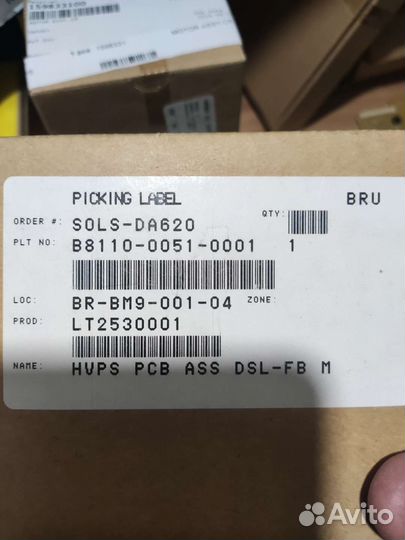 PICKING LABEL BRU
ORDER #: SOLS-DA620 QTY:
PLT NO: B8110-0051-0001 1
LOC: BR-BM9-001-04 ZONE:
PROD: LT2530001
NAME: HVPS PCB ASS DSL-FB M
Avito